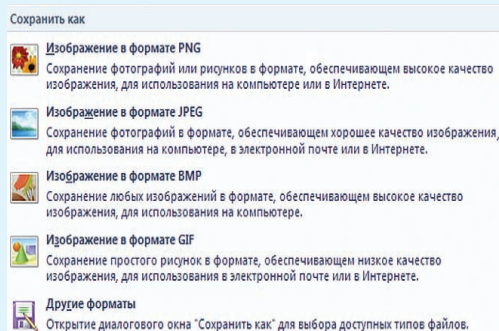 Сохранить как
Изображение в формате PNG
Сохранение фотографий или рисунков в формате, обеспечивающем высокое качество
изображения, для использования на компьютере или в Интернете.
Изображение в формате JPEG
Сохранение фотографий в формате, обеспечивающем хорошее качество изображения,
для использования на компьютере, в электронной почте или в Интернете.
Изображение в формате BMP
Сохранение любых изображений в формате, обеспечивающем высокое качество
изображения, для использования на компьютере.
Изображение в формате GIF
Сохранение простого рисунок в формате, обеспечивающем низкое качество
изображения, для использования в электронной почте или в Интернете.
Другие форматы
Открытие диалогового окна "Сохранить как" для выбора доступных типов файлов.